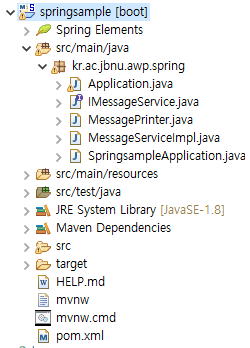 springsample [boot]
Spring Elements
src/main/java
kr.ac.jbnu.awp.spring
Application.java
IMessageService.java
MessagePrinter.java
MessageServiceImpl.java
SpringsampleApplication.java
src/main/resources
src/test/java
JRE System Library [JavaSE-1.8]
Maven Dependencies
src
target
HELP.md
mvnw
mvnw.cmd
pom.xml